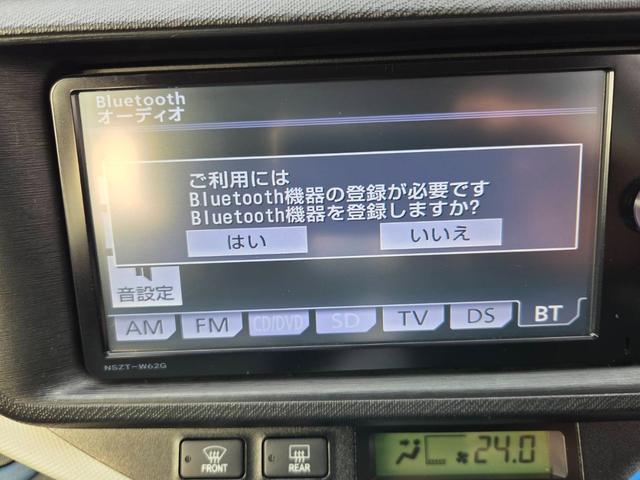 Bluetooth
オーディオ
ご利用には
Bluetooth機器の登録が必要です
Bluetooth機器を登録しますか?
はい いいえ
音設定
AM FM CD/DVD SD TV DS BT
NSZT-W62G
FRONT REAR 24.0